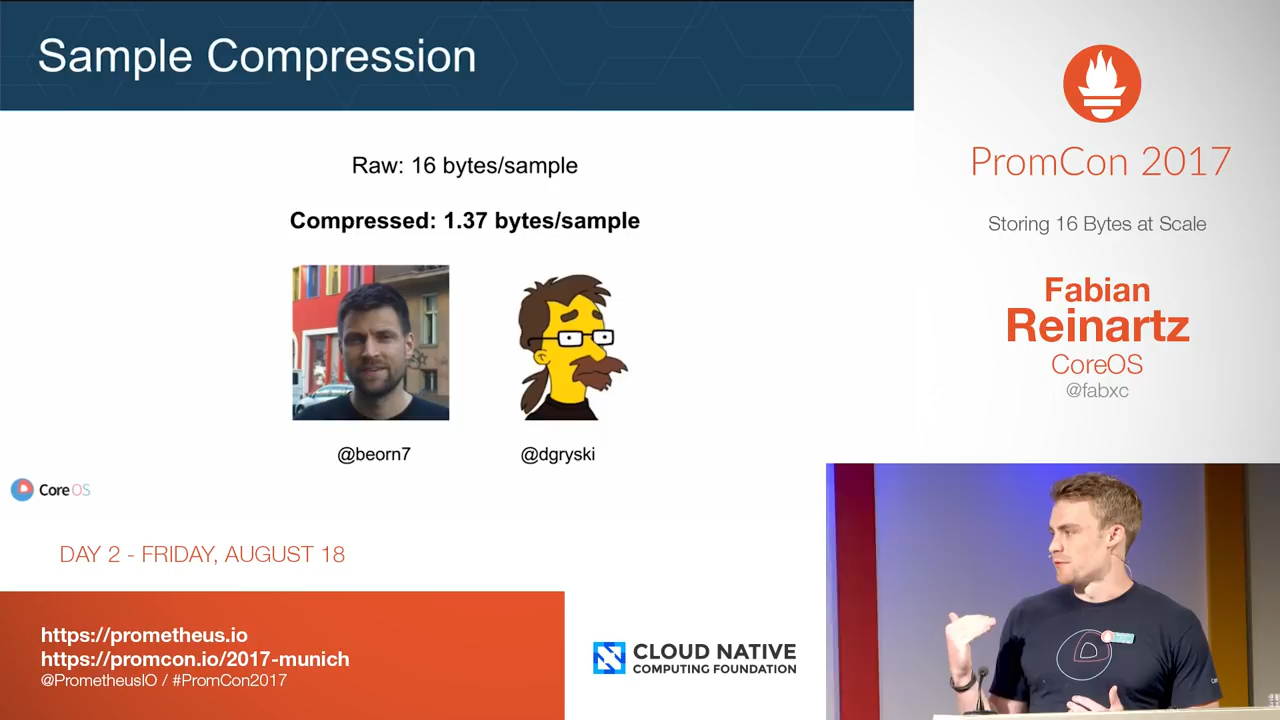 Sample Compression
Raw: 16 bytes/sample
Compressed: 1.37 bytes/sample
@beorn7
@dgryski
CoreOS
DAY 2 - FRIDAY, AUGUST 18
https://prometheus.io
https://promcon.io/2017-munich
@PrometheusIO / #PromCon2017
CLOUD NATIVE
COMPUTING FOUNDATION
PromCon 2017
Storing 16 Bytes at Scale
Fabian
Reinartz
CoreOS
@fabxc